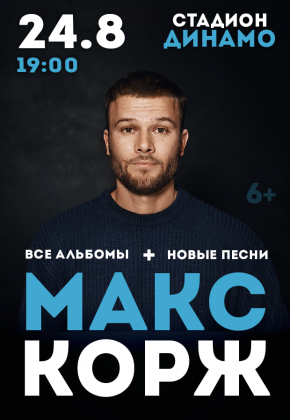 24.8
19:00
СТАДИОН
ДИНАМО
6+
ВСЕ АЛЬБОМЫ + НОВЫЕ ПЕСНИ
МАКС
КОРЖ